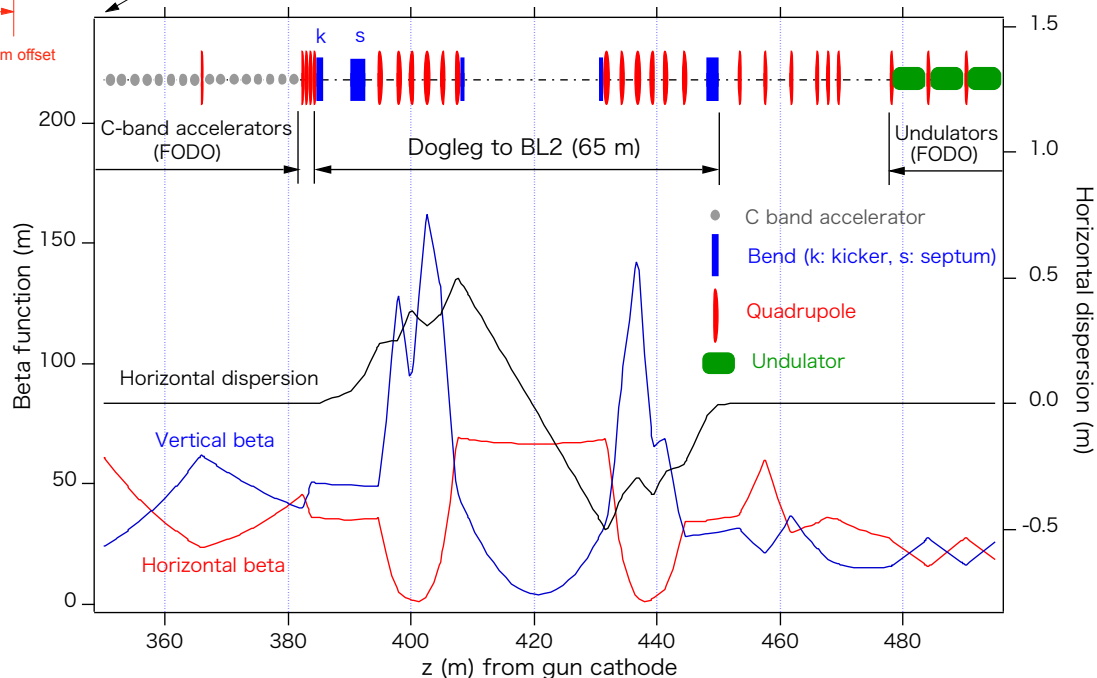 m offset
k
s
1.5
200
C-band accelerators
(FODO)
Dogleg to BL2 (65 m)
Undulators
(FODO)
1.0
C band accelerator
150
Bend (k: kicker, s: septum)
0.5
Quadrupole
100
Undulator
Horizontal dispersion
0.0
Vertical beta
50
-0.5
Horizontal beta
0
Beta function (m)
Horizontal dispersion (m)
360
380
400
420
440
460
480
z (m) from gun cathode